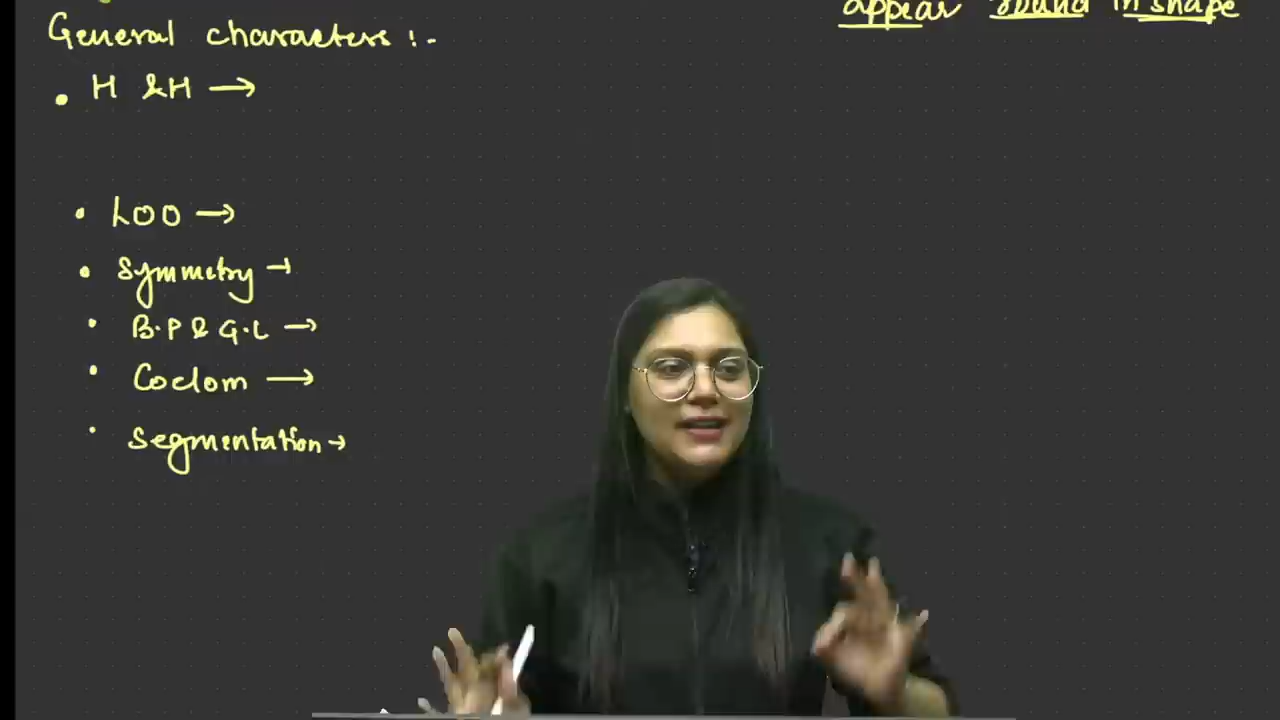 appear round in shape
General characters :-
• H & H →
• LOO →
• Symmetry →
• B.P & G.L →
• Coelom →
• Segmentation →